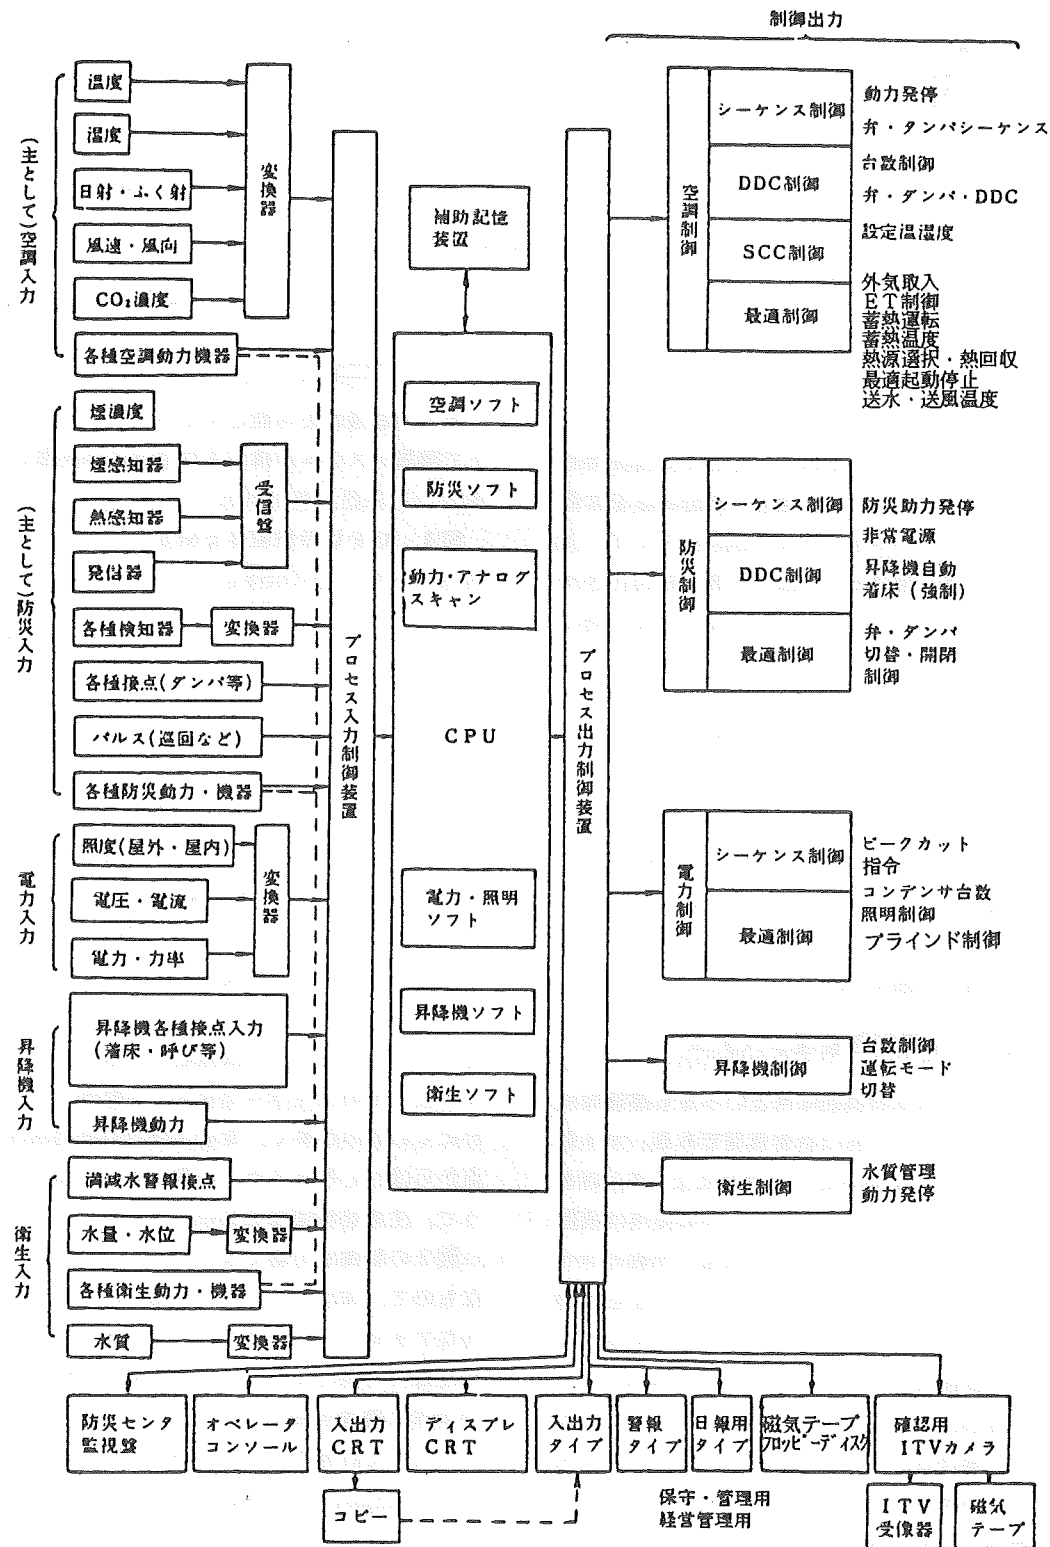 制御出力
(主として)空調入力
温度
湿度
日射・ふく射
風速・風向
CO₂濃度
変換器
各種空調動力機器
(主として)防災入力
煙濃度
煙感知器
熱感知器
発信器
受信盤
各種検知器
変換器
各種接点(ダンパ等)
パルス(巡回など)
各種防災動力・機器
電力入力
照度(屋外・屋内)
電圧・電流
電力・力率
変換器
昇降機入力
昇降機各種接点入力
(着床・呼び等)
昇降機動力
衛生入力
満減水警報接点
水量・水位
変換器
各種衛生動力・機器
水質
変換器
プロセス入力制御装置
補助記憶
装置
空調ソフト
防災ソフト
動力・アナログ
スキャン
CPU
電力・照明
ソフト
昇降機ソフト
衛生ソフト
プロセス出力制御装置
空調制御
シーケンス制御
DDC制御
SCC制御
最適制御
動力発停
弁・タンパシーケンス
台数制御
弁・ダンパ・DDC
設定温湿度
外気取入
ET制御
蓄熱運転
蓄熱温度
熱源選択・熱回収
最適起動停止
送水・送風温度
防災制御
シーケンス制御
DDC制御
最適制御
防災助力発停
非常電源
昇降機自動
着床(強制)
弁・ダンパ
切替・開閉
制御
電力制御
シーケンス制御
最適制御
ピークカット
指令
コンデンサ台数
照明制御
ブラインド制御
昇降機制御
台数制御
運転モード
切替
衛生制御
水質管理
動力発停
防災センタ
監視盤
オペレータ
コンソール
入出力
CRT
ディスプレ
CRT
入出力
タイプ
警報
タイプ
日報用
タイプ
磁気テープ
フロッピーディスク
確認用
ITVカメラ
コピー
保守・管理用
経営管理用
ITV
受像器
磁気
テープ